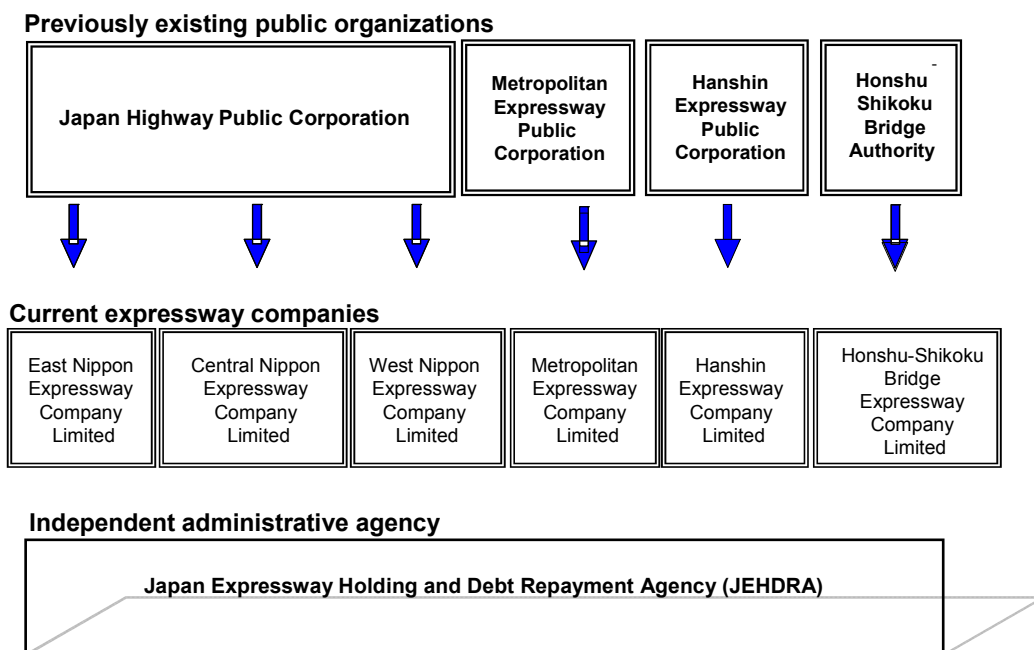 Previously existing public organizations
Japan Highway Public Corporation
Metropolitan
Expressway
Public
Corporation
Hanshin
Expressway
Public
Corporation
-
Honshu
Shikoku
Bridge
Authority
Current expressway companies
East Nippon
Expressway
Company
Limited
Central Nippon
Expressway
Company
Limited
West Nippon
Expressway
Company
Limited
Metropolitan
Expressway
Company
Limited
Hanshin
Expressway
Company
Limited
Honshu-Shikoku
Bridge
Expressway
Company
Limited
Independent administrative agency
Japan Expressway Holding and Debt Repayment Agency (JEHDRA)